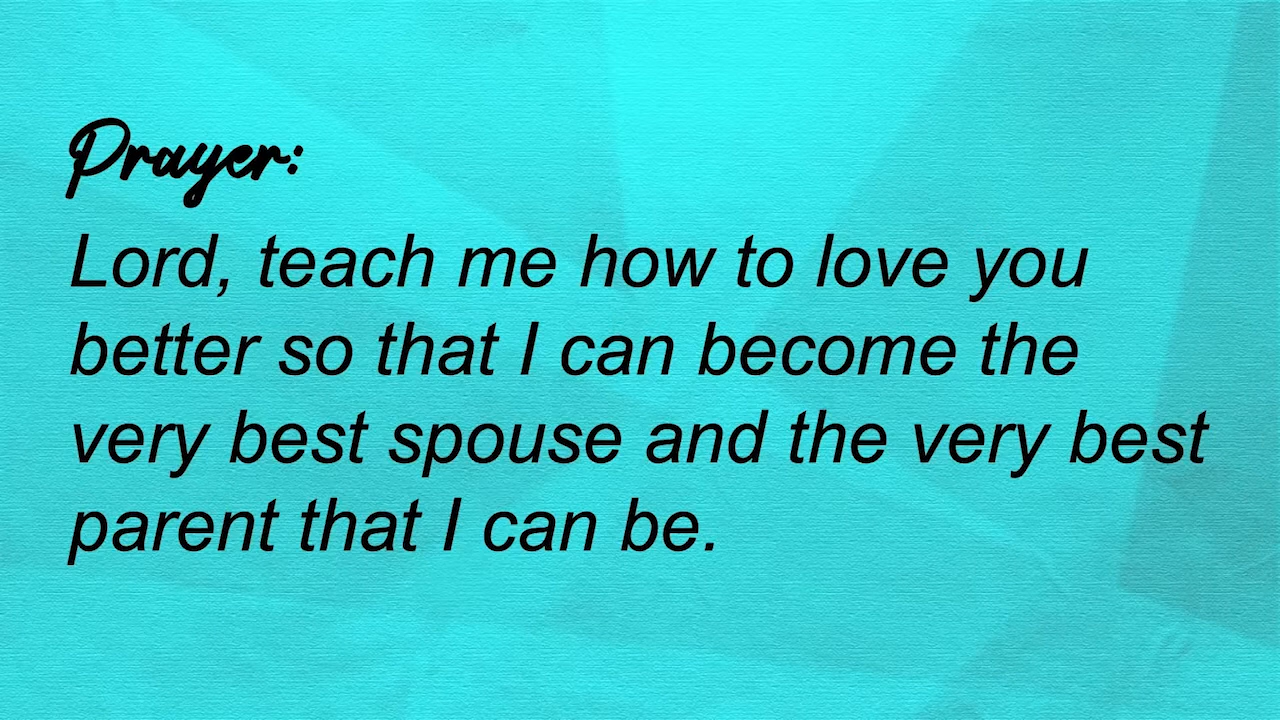 Prayer:
Lord, teach me how to love you
better so that I can become the
very best spouse and the very best
parent that I can be.